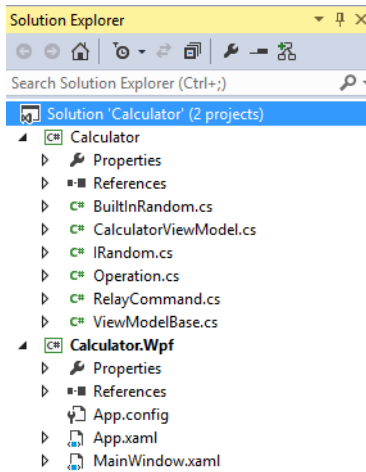 Solution Explorer
Search Solution Explorer (Ctrl+;)
Solution 'Calculator' (2 projects)
C# Calculator
Properties
References
C# BuiltInRandom.cs
C# CalculatorViewModel.cs
C# IRandom.cs
C# Operation.cs
C# RelayCommand.cs
C# ViewModelBase.cs
C# Calculator.Wpf
Properties
References
App.config
App.xaml
MainWindow.xaml